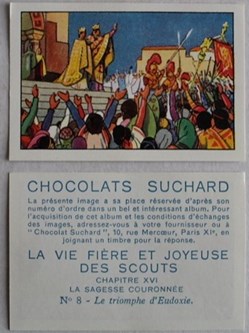 CHOCOLATS SUCHARD
La présente image a sa place réservée d'après son
numéro d'ordre dans un bel et intéressant album. Pour
l'acquisition de cet album et les conditions d'échanges
des images, adressez-vous à votre fournisseur ou à
"Chocolat Suchard", 10, rue Mercœur, Paris XIᵉ, en
joignant un timbre pour la réponse.
LA VIE FIÈRE ET JOYEUSE
DES SCOUTS
CHAPITRE XVI
LA SAGESSE COURONNÉE
Nº 8 - Le triomphe d'Eudoxie.